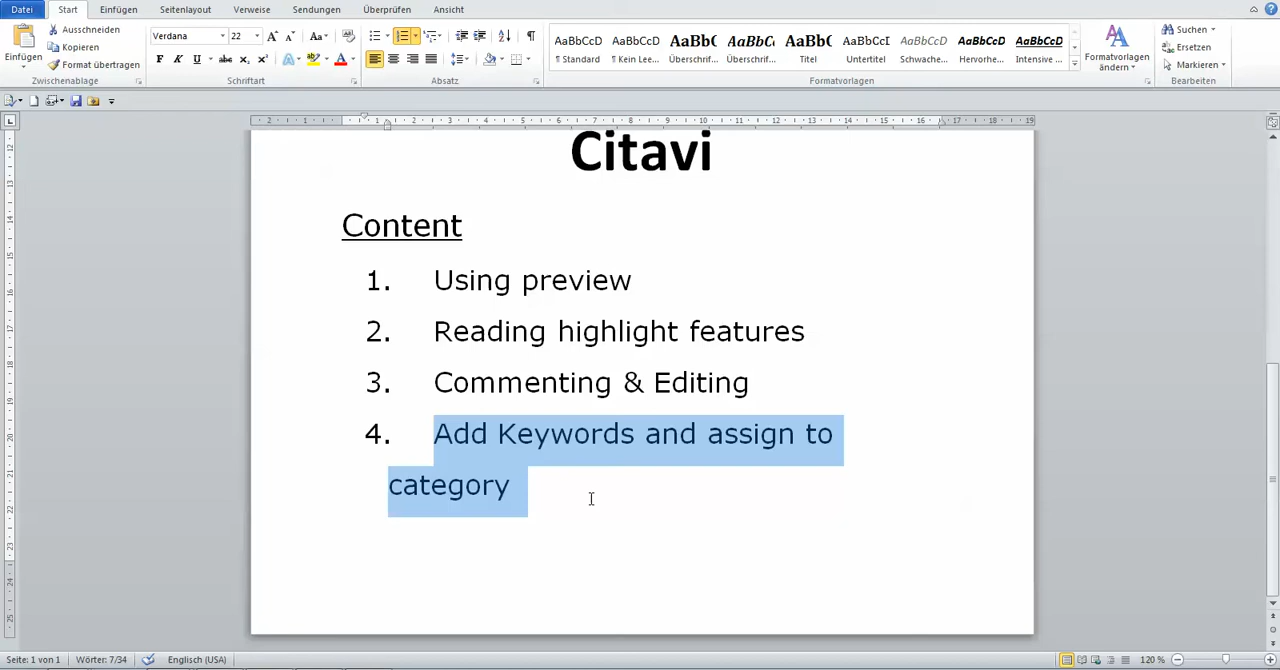 Datei Start Einfügen Seitenlayout Verweise Sendungen Überprüfen Ansicht
Einfügen
Ausschneiden
Kopieren
Format übertragen
Zwischenablage
Verdana 22
Schriftart
Absatz
AaBbCcD AaBbCcD AaBbC AaBbCc AaBbC AaBbCcI AaBbCcD AaBbCcD AaBbCcD
¶ Standard ¶ Kein Lee... Überschrif... Überschrif... Titel Untertitel Schwache... Hervorhe... Intensive ...
Formatvorlagen
Formatvorlagen
ändern
Suchen
Ersetzen
Markieren
Bearbeiten
Citavi
Content
1. Using preview
2. Reading highlight features
3. Commenting & Editing
4. Add Keywords and assign to
category
Seite: 1 von 1 Wörter: 7/34 Englisch (USA) 120 %